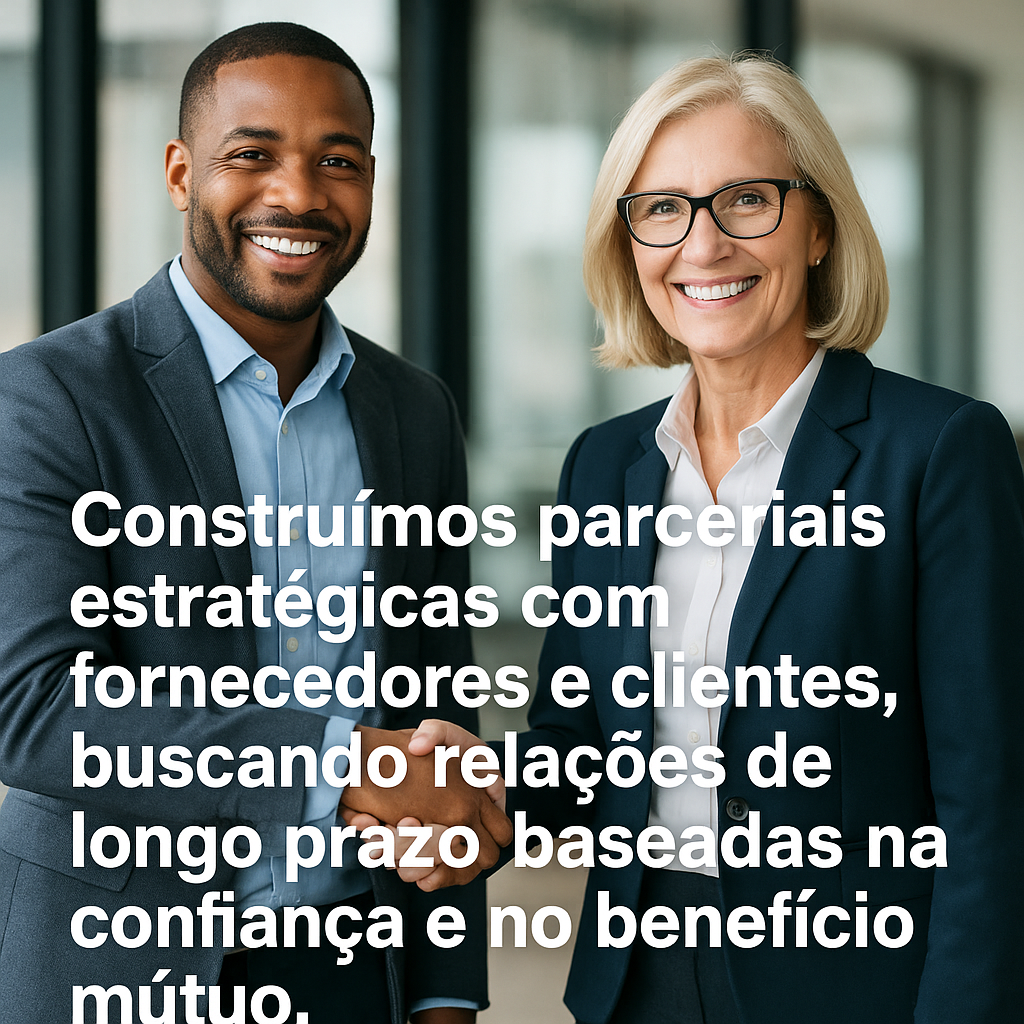 Construímos parceriais
estratégicas com
fornecedores e clientes,
buscando relações de
longo prazo baseadas na
confiança e no benefício
mútuo.